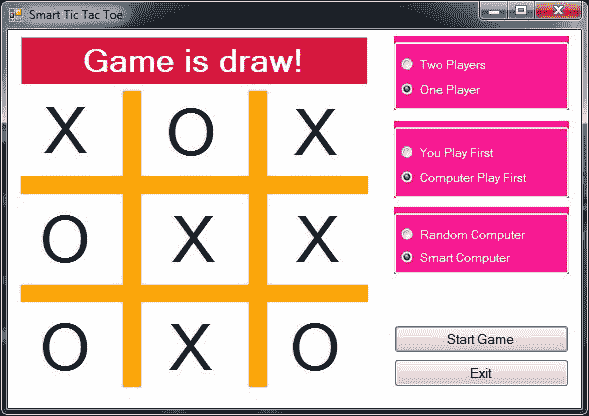 Smart Tic Tac Toe
Game is draw!
X O X
O X X
O X O
Two Players
One Player
You Play First
Computer Play First
Random Computer
Smart Computer
Start Game
Exit